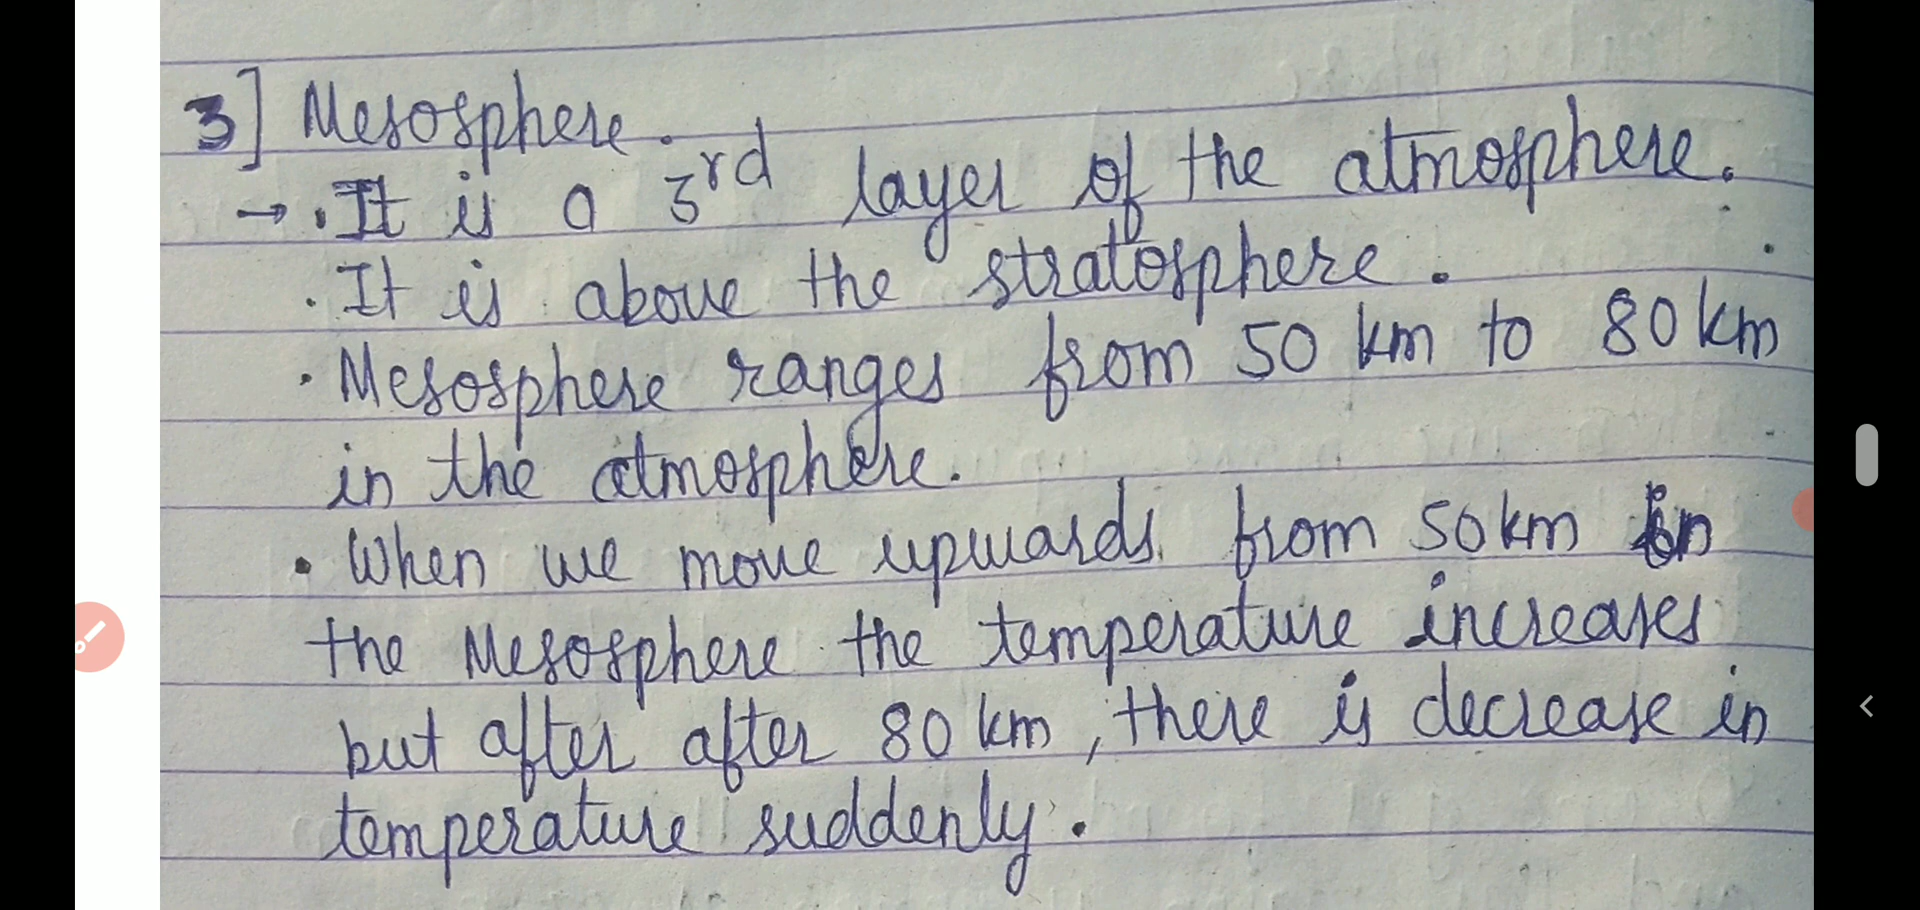 3] Mesosphere.
→ • It is a 3rd layer of the atmosphere.
• It is above the stratosphere.
• Mesosphere ranges from 50 km to 80 km
in the atmosphere.
• When we move upwards from 50 km in
the Mesosphere the temperature increases
but after after 80 km, there is decrease in
temperature suddenly.